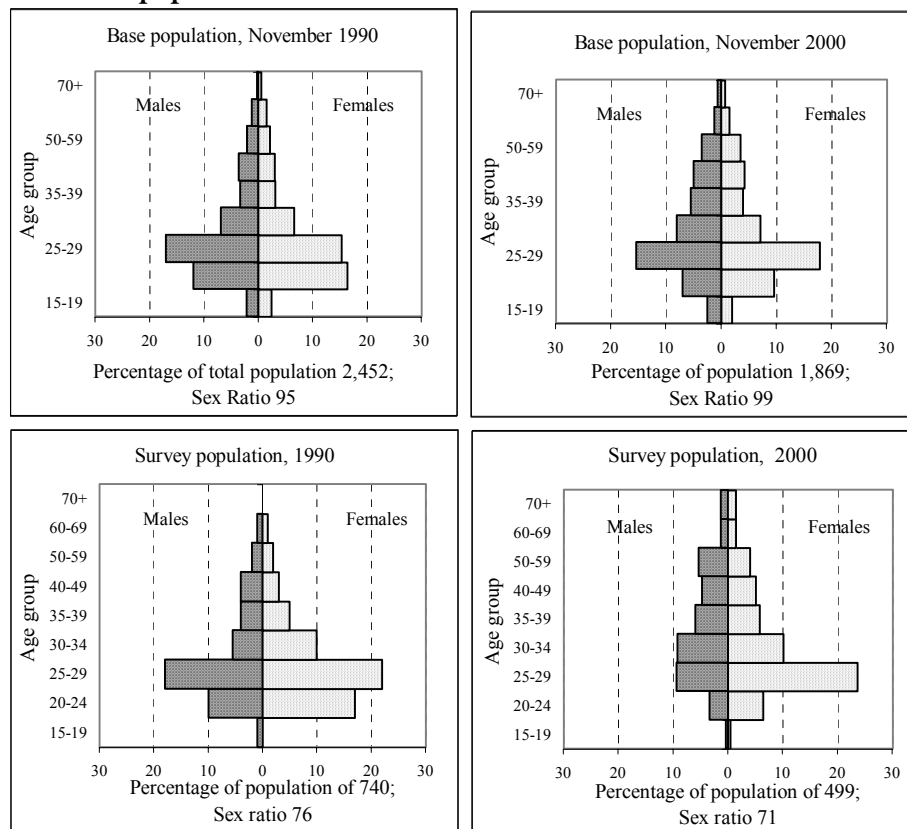 Base population, November 1990
70+
Males
Females
50-59
35-39
25-29
15-19
Age group
30 20 10 0 10 20 30
Percentage of total population 2,452;
Sex Ratio 95
Base population, November 2000
70+
Males
Females
50-59
35-39
25-29
15-19
Age group
30 20 10 0 10 20 30
Percentage of population 1,869;
Sex Ratio 99
Survey population, 1990
70+
60-69
Males
Females
50-59
40-49
35-39
30-34
25-29
20-24
15-19
Age group
30 20 10 0 10 20 30
Percentage of population of 740;
Sex ratio 76
Survey population, 2000
70+
60-69
Males
Females
50-59
40-49
35-39
30-34
25-29
20-24
15-19
Age group
30 20 10 0 10 20 30
Percentage of population of 499;
Sex ratio 71